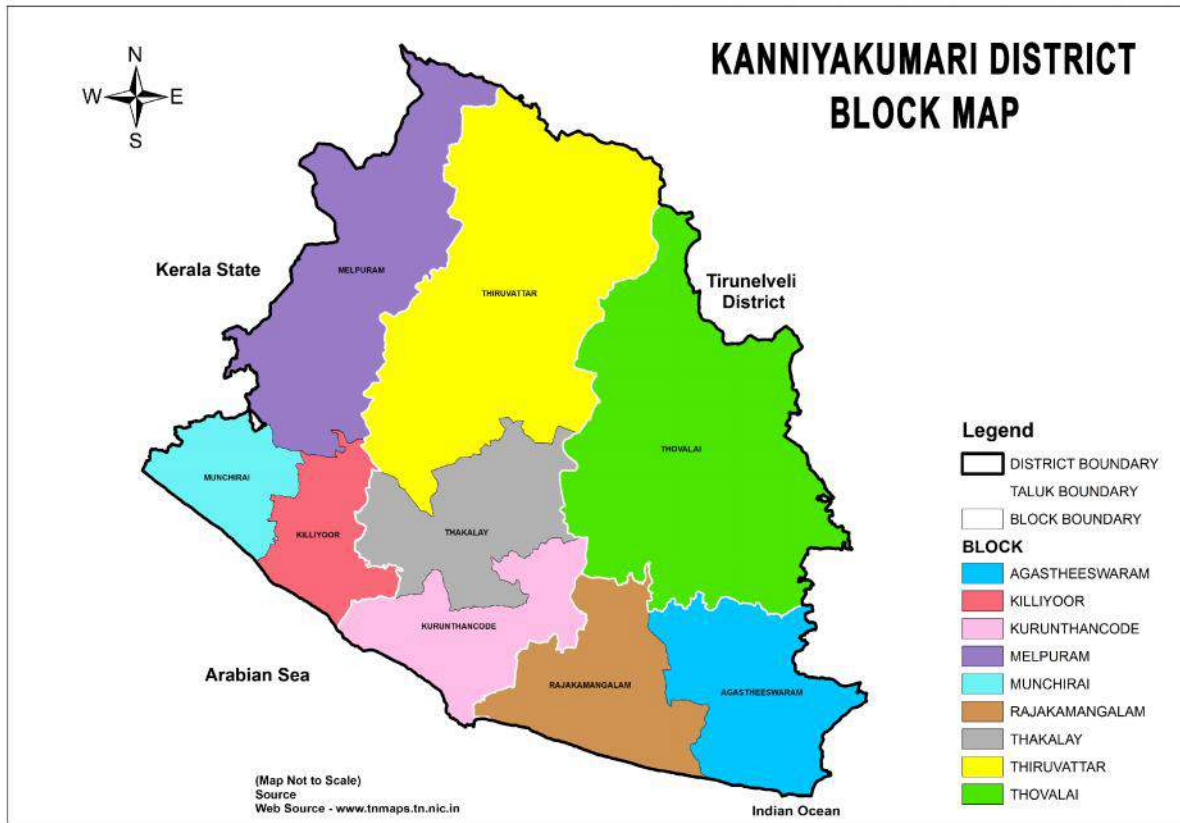 KANNIYAKUMARI DISTRICT
BLOCK MAP
N
W E
S
Kerala State
MELPURAM
THIRUVATTAR
Tirunelveli
District
THOVALAI
MUNCHIRAI
KILLIYOOR
THAKALAY
KURUNTHANCODE
RAJAKAMANGALAM
AGASTHEESWARAM
Arabian Sea
Indian Ocean
(Map Not to Scale)
Source
Web Source - www.tnmaps.tn.nic.in
Legend
DISTRICT BOUNDARY
TALUK BOUNDARY
BLOCK BOUNDARY
BLOCK
AGASTHEESWARAM
KILLIYOOR
KURUNTHANCODE
MELPURAM
MUNCHIRAI
RAJAKAMANGALAM
THAKALAY
THIRUVATTAR
THOVALAI